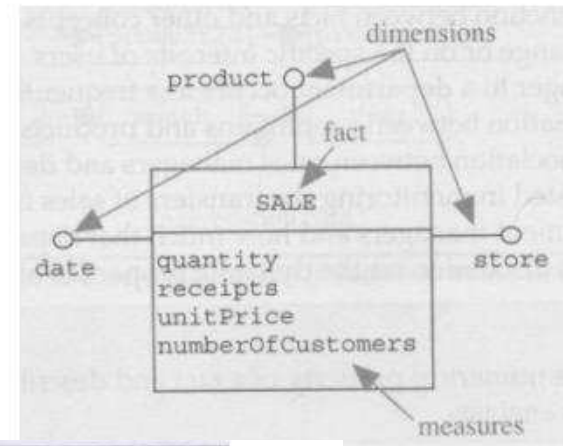 dimensions
product
fact
SALE
date
store
quantity
receipts
unitPrice
numberOfCustomers
measures